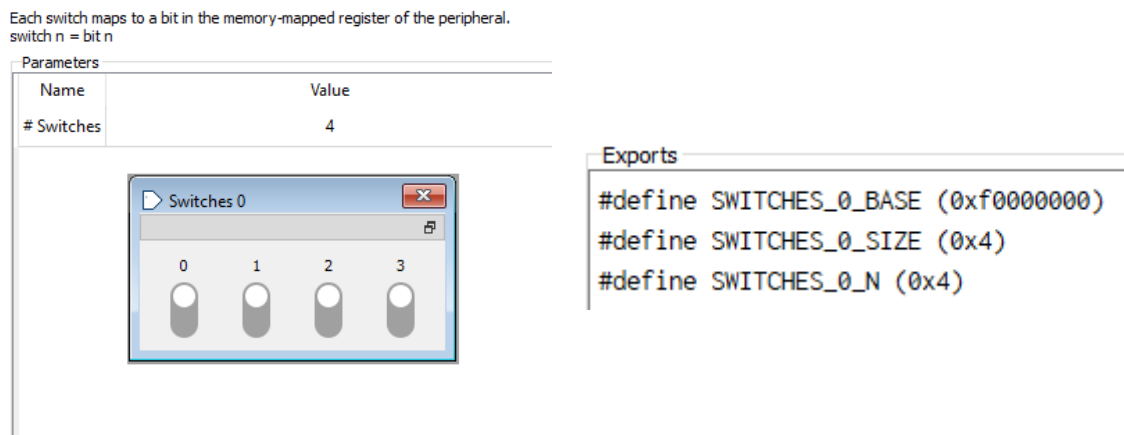 Each switch maps to a bit in the memory-mapped register of the peripheral.
switch n = bit n
Parameters
Name Value
# Switches 4
Switches 0
0 1 2 3
Exports
#define SWITCHES_0_BASE (0xf0000000)
#define SWITCHES_0_SIZE (0x4)
#define SWITCHES_0_N (0x4)